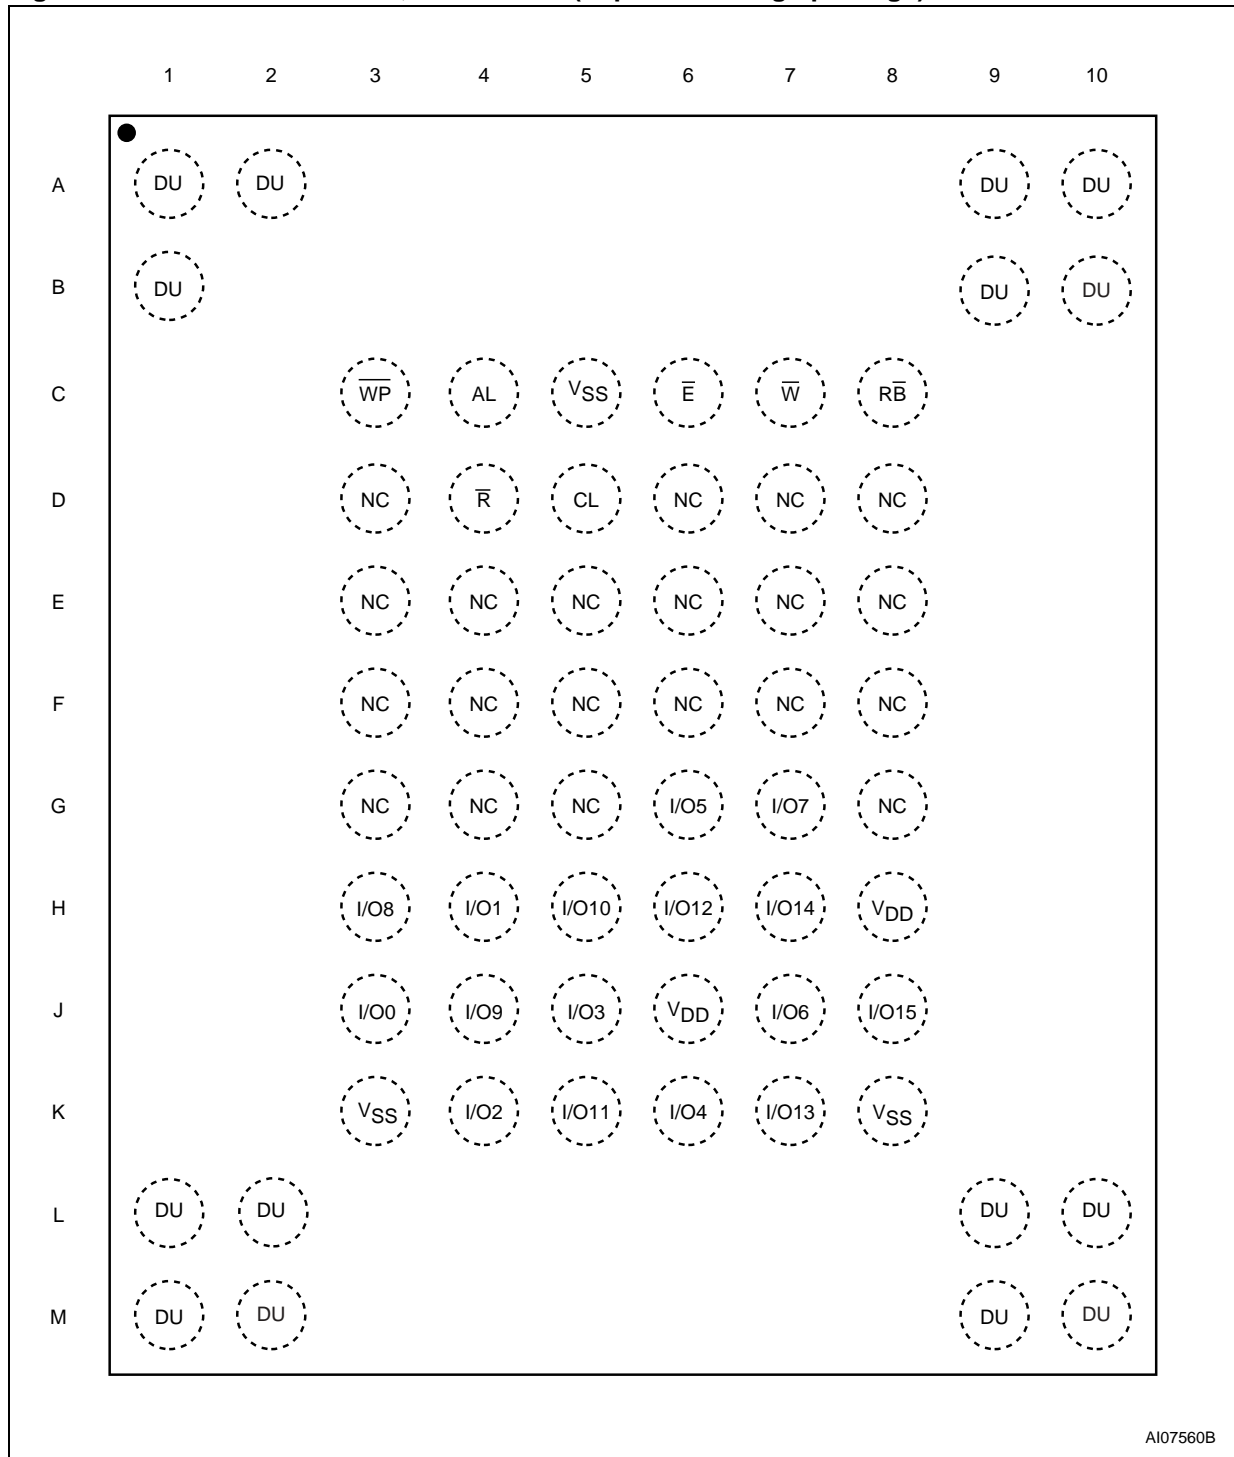 1 2 3 4 5 6 7 8 9 10
A DU DU DU DU
B DU DU DU
C W̅P̅ AL VSS E̅ W̅ RB̅
D NC R̅ CL NC NC NC
E NC NC NC NC NC NC
F NC NC NC NC NC NC
G NC NC NC I/O5 I/O7 NC
H I/O8 I/O1 I/O10 I/O12 I/O14 VDD
J I/O0 I/O9 I/O3 VDD I/O6 I/O15
K VSS I/O2 I/O11 I/O4 I/O13 VSS
L DU DU DU DU
M DU DU DU DU
AI07560B